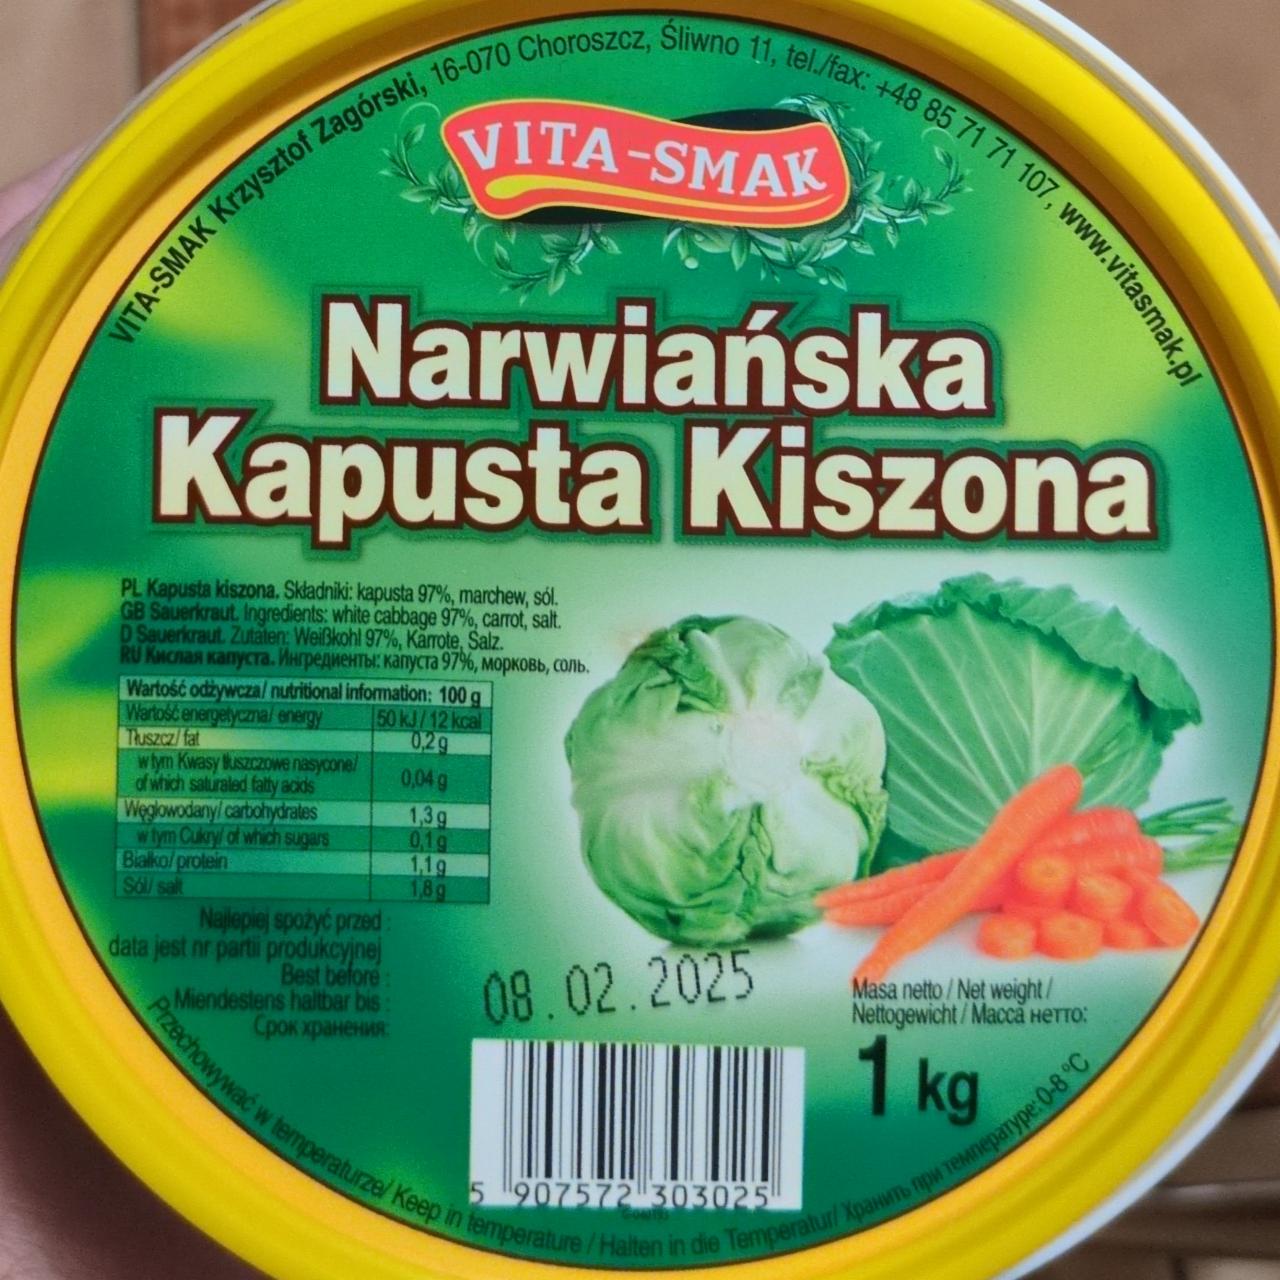 VITA-SMAK Krzysztof Zagórski, 16-070 Choroszcz, Śliwno 11, tel./fax: +48 85 71 71 107, www.vitasmak.pl
VITA-SMAK
Narwiańska
Kapusta Kiszona
PL Kapusta kiszona. Składniki: kapusta 97%, marchew, sól.
GB Sauerkraut. Ingredients: white cabbage 97%, carrot, salt.
D Sauerkraut. Zutaten: Weißkohl 97%, Karrote, Salz.
RU Кислая капуста. Ингредиенты: капуста 97%, морковь, соль.
Wartość odżywcza/ nutritional information: 100 g
Wartość energetyczna/ energy 50 kJ / 12 kcal
Tłuszcz/ fat 0,2 g
w tym Kwasy tłuszczowe nasycone/
of which saturated fatty acids 0,04 g
Węglowodany/ carbohydrates 1,3 g
w tym Cukry/ of which sugars 0,1 g
Białko/ protein 1,1 g
Sól/ salt 1,8 g
Najlepiej spożyć przed :
data jest nr partii produkcyjnej
Best before :
Miendestens haltbar bis :
Срок хранения:
08.02.2025
Masa netto / Net weight /
Nettogewicht / Масса нетто:
1 kg
5 907572 303025
Przechowywać w temperaturze/ Keep in temperature / Halten in die Temperatur/ Хранить при температуре: 0-8 °C